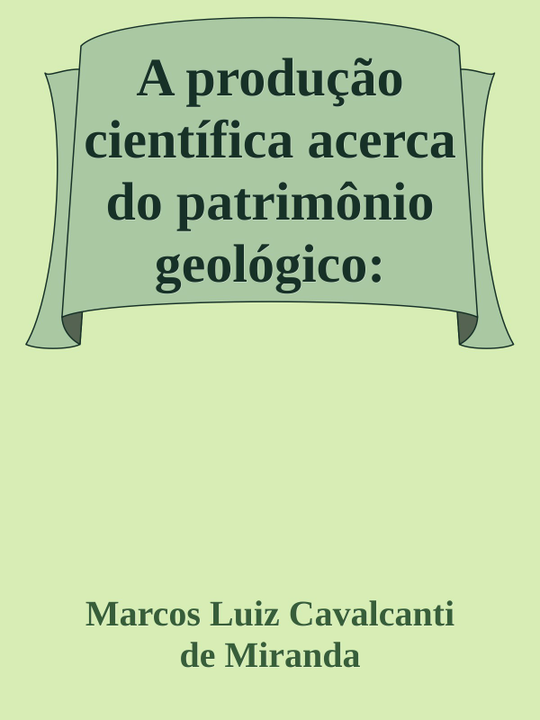 A produção
científica acerca
do patrimônio
geológico:
Marcos Luiz Cavalcanti
de Miranda